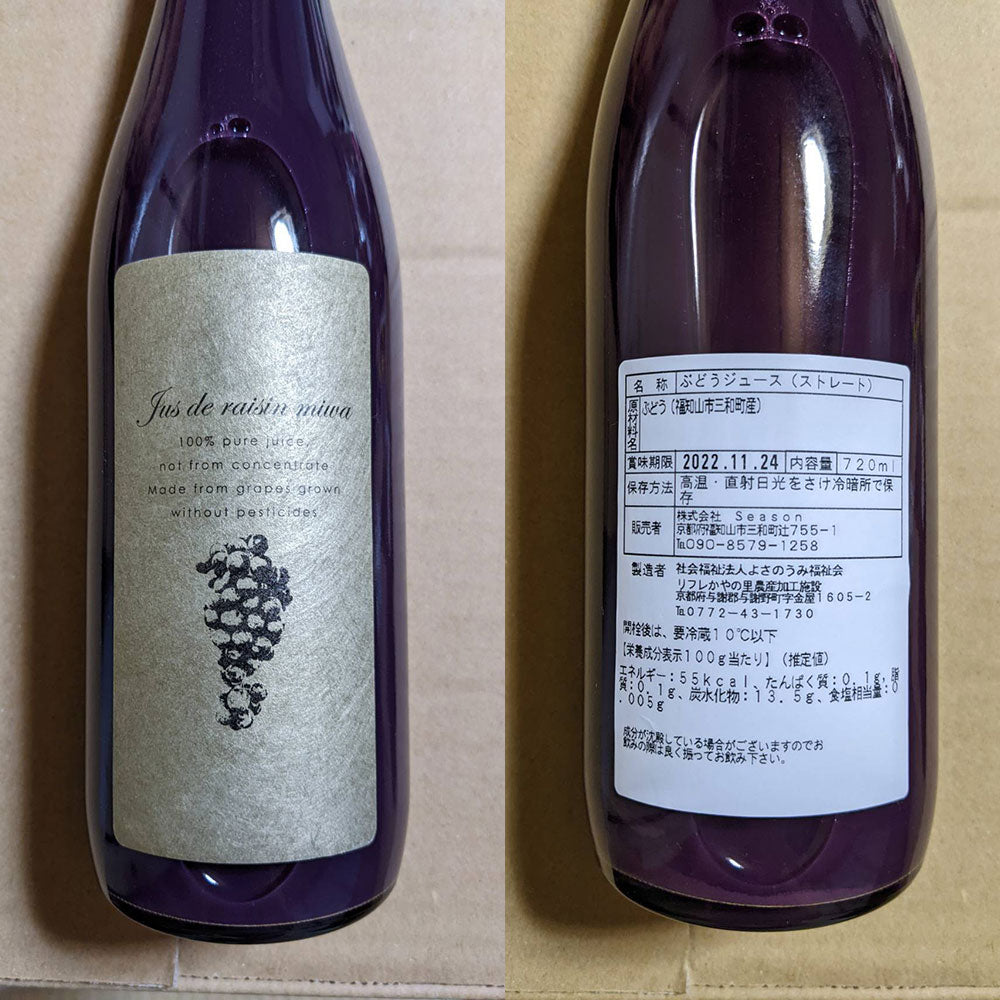 Jus de raisin miwa
100% pure juice,
not from concentrate
Made from grapes grown
without pesticides
名 称 ぶどうジュース（ストレート）
原材料名 ぶどう（福知山市三和町産）
賞味期限 2022.11.24 内容量 720ml
保存方法 高温・直射日光をさけ冷暗所で保
存
販売者 株式会社 Season
京都府福知山市三和町辻755-1
℡090-8579-1258
製造者 社会福祉法人よさのうみ福祉会
リフレかやの里農産加工施設
京都府与謝郡与謝野町字金屋1605-2
℡0772-43-1730
開栓後は、要冷蔵10℃以下
【栄養成分表示100g当たり】（推定値）
エネルギー：55kcal、たんぱく質：0.1g，脂
質：0.1g、炭水化物：13.5g、食塩相当量：0
.005g
成分が沈殿している場合がございますのでお
飲みの際は良く振ってお飲み下さい。